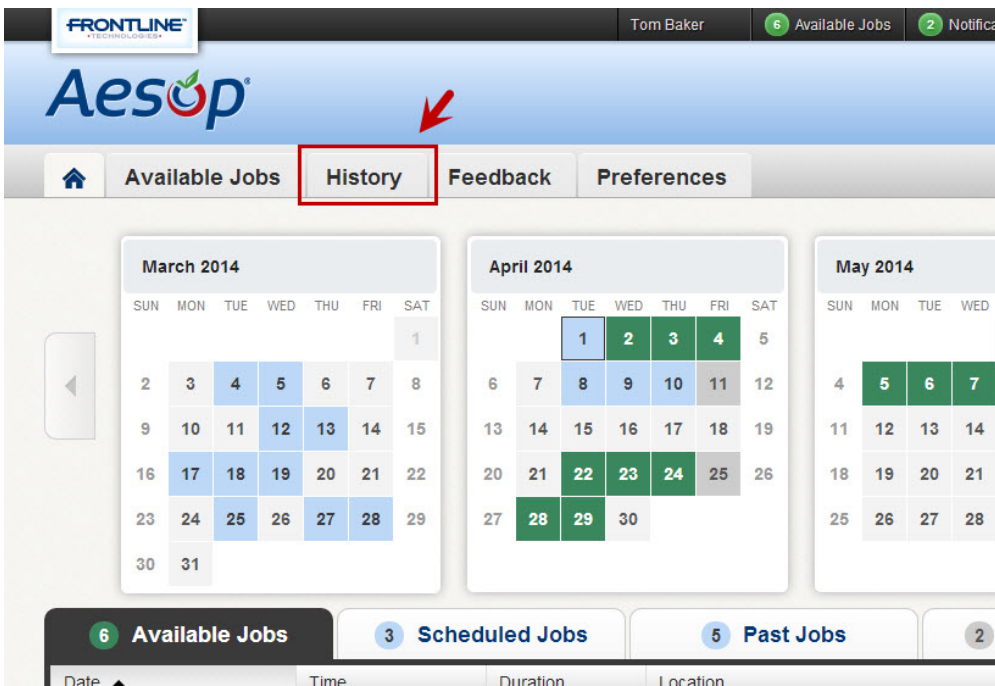 FRONTLINE
TECHNOLOGIES
Tom Baker 6 Available Jobs 2 Notifica
Aesop
Available Jobs History Feedback Preferences
March 2014
SUN MON TUE WED THU FRI SAT
1
2 3 4 5 6 7 8
9 10 11 12 13 14 15
16 17 18 19 20 21 22
23 24 25 26 27 28 29
30 31
April 2014
SUN MON TUE WED THU FRI SAT
1 2 3 4 5
6 7 8 9 10 11 12
13 14 15 16 17 18 19
20 21 22 23 24 25 26
27 28 29 30
May 2014
SUN MON TUE WED
4 5 6 7
11 12 13 14
18 19 20 21
25 26 27 28
6 Available Jobs 3 Scheduled Jobs 5 Past Jobs 2
Date Time Duration Location